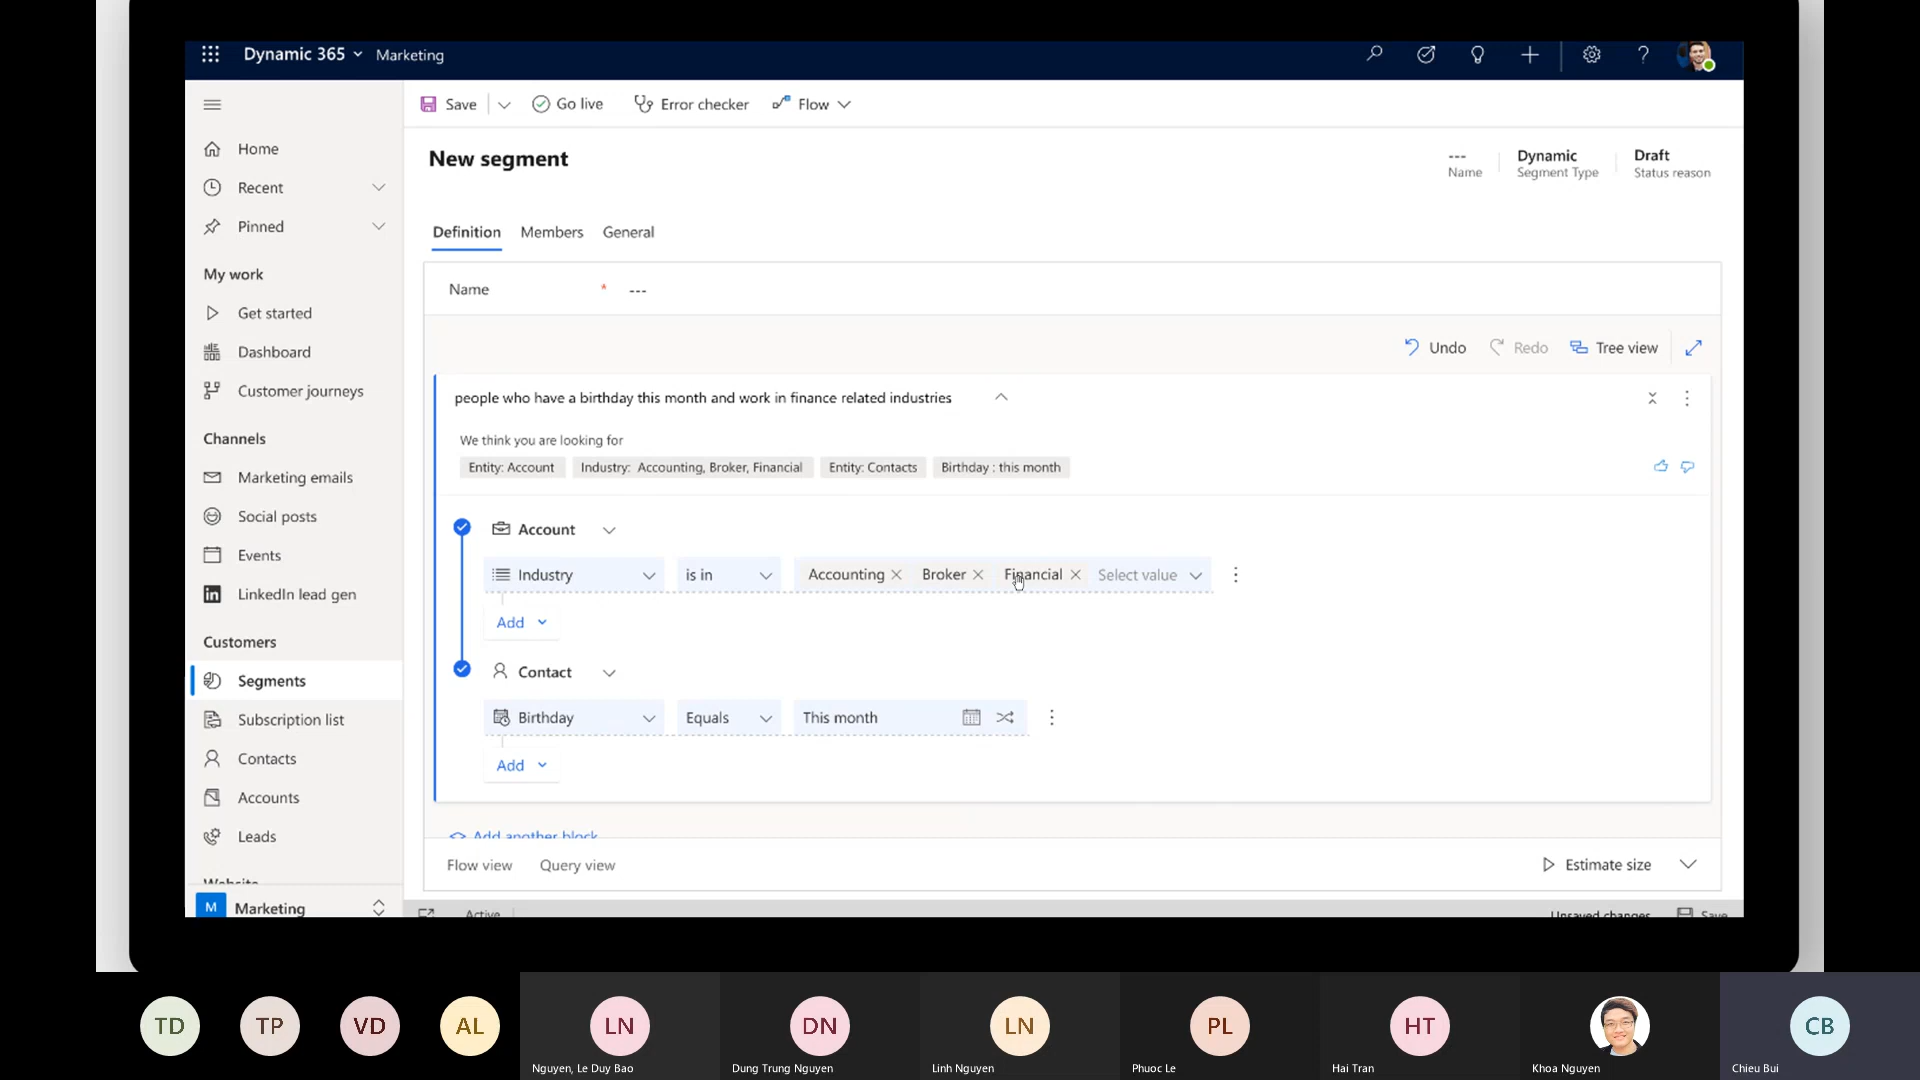 Dynamic 365 Marketing
Save Go live Error checker Flow
New segment
--- Dynamic Draft
Name Segment Type Status reason
Home
Recent
Pinned
My work
Get started
Dashboard
Customer journeys
Channels
Marketing emails
Social posts
Events
LinkedIn lead gen
Customers
Segments
Subscription list
Contacts
Accounts
Leads
Website
M Marketing
Definition Members General
Name * ---
Undo Redo Tree view
people who have a birthday this month and work in finance related industries
We think you are looking for
Entity: Account Industry: Accounting, Broker, Financial Entity: Contacts Birthday : this month
Account
Industry is in Accounting Broker Financial Select value
Add
Contact
Birthday Equals This month
Add
Add another block
Flow view Query view Estimate size
Active Unsaved changes Save
TD TP VD AL LN DN LN PL HT CB
Nguyen, Le Duy Bao Dung Trung Nguyen Linh Nguyen Phuoc Le Hai Tran Khoa Nguyen Chieu Bui